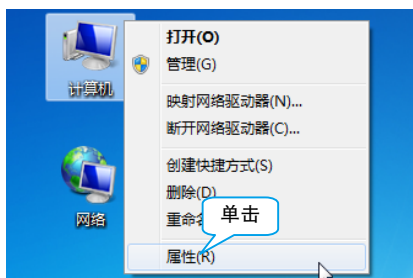 计算机
打开(O)
管理(G)
映射网络驱动器(N)...
断开网络驱动器(C)...
创建快捷方式(S)
删除(D)
重命
单击
网络
属性(R)